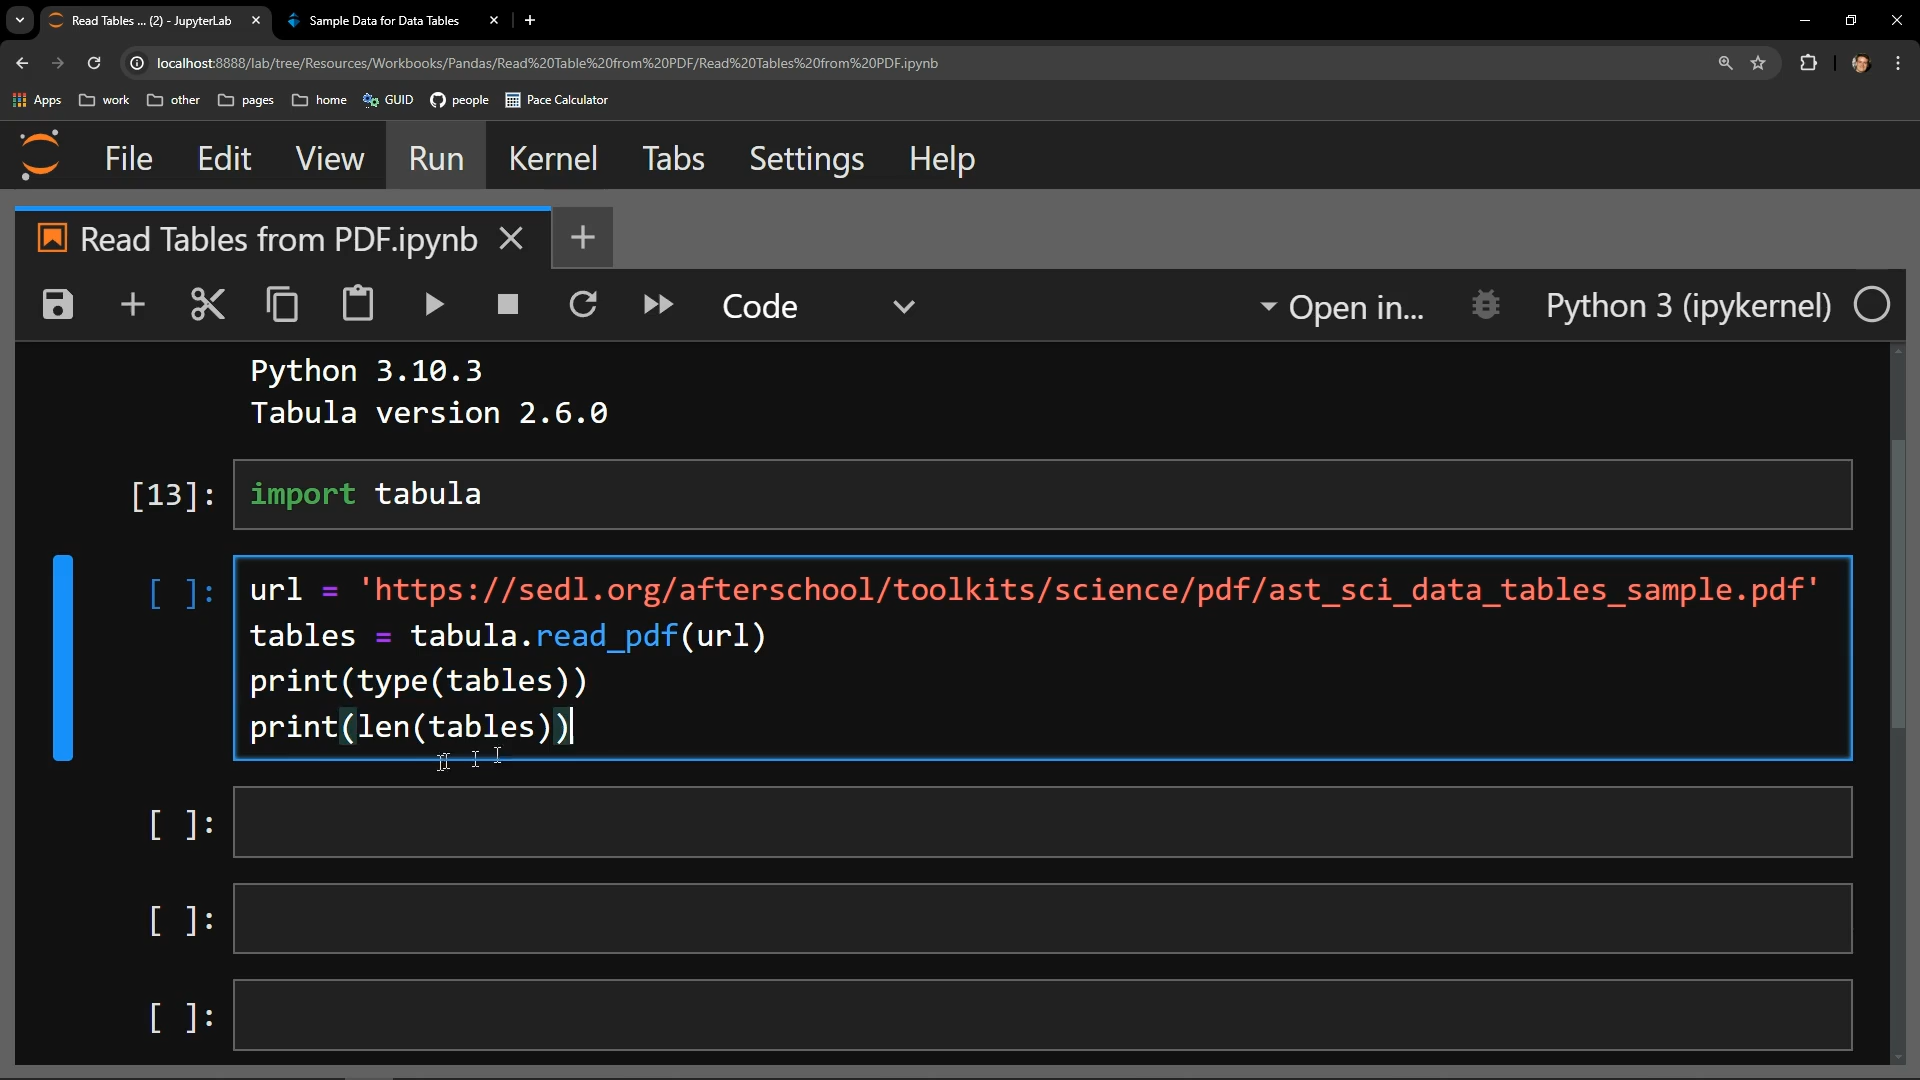 Read Tables ... (2) - JupyterLab
Sample Data for Data Tables
localhost:8888/lab/tree/Resources/Workbooks/Pandas/Read%20Table%20from%20PDF/Read%20Tables%20from%20PDF.ipynb
Apps work other pages home GUID people Pace Calculator
File Edit View Run Kernel Tabs Settings Help
Read Tables from PDF.ipynb
Code Open in... Python 3 (ipykernel)
Python 3.10.3
Tabula version 2.6.0
[13]: import tabula
[ ]: url = 'https://sedl.org/afterschool/toolkits/science/pdf/ast_sci_data_tables_sample.pdf'
tables = tabula.read_pdf(url)
print(type(tables))
print(len(tables))
[ ]:
[ ]:
[ ]: